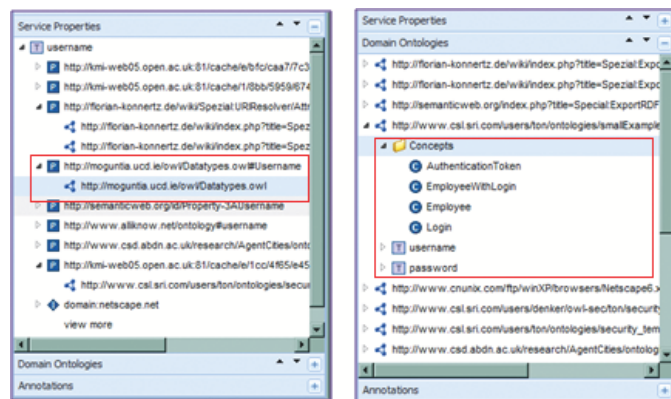 Service Properties
username
http://kmi-web05.open.ac.uk:81/cache/e/bfc/caa7/7c3
http://kmi-web05.open.ac.uk:81/cache/1/8bb/5959/674
http://florian-konnertz.de/wiki/Spezial:URIResolver/Attr
http://florian-konnertz.de/wiki/index.php?title=Spez
http://florian-konnertz.de/wiki/index.php?title=Spez
http://moguntia.ucd.ie/owl/Datatypes.owl#Username
http://moguntia.ucd.ie/owl/Datatypes.owl
http://semanticweb.org/id/Property-3AUsername
http://www.alliknow.net/ontology#username
http://www.csd.abdn.ac.uk/research/AgentCities/onto
http://kmi-web05.open.ac.uk:81/cache/e/1cc/4f65/e45
http://www.csl.sri.com/users/ton/ontologies/secur
domain:netscape.net
view more
Domain Ontologies
Annotations
Service Properties
Domain Ontologies
http://florian-konnertz.de/wiki/index.php?title=Spezial:Expo
http://florian-konnertz.de/wiki/index.php?title=Spezial:Expo
http://semanticweb.org/index.php?title=Special:ExportRDF
http://www.csl.sri.com/users/ton/ontologies/smallExample
Concepts
AuthenticationToken
EmployeeWithLogin
Employee
Login
username
password
http://www.cnunix.com/ftp/winXP/browsers/Netscape6.x
http://www.csl.sri.com/users/denker/owl-sec/ton/securit
http://www.csl.sri.com/users/ton/ontologies/security_tem
http://www.csd.abdn.ac.uk/research/AgentCities/ontolog
Annotations